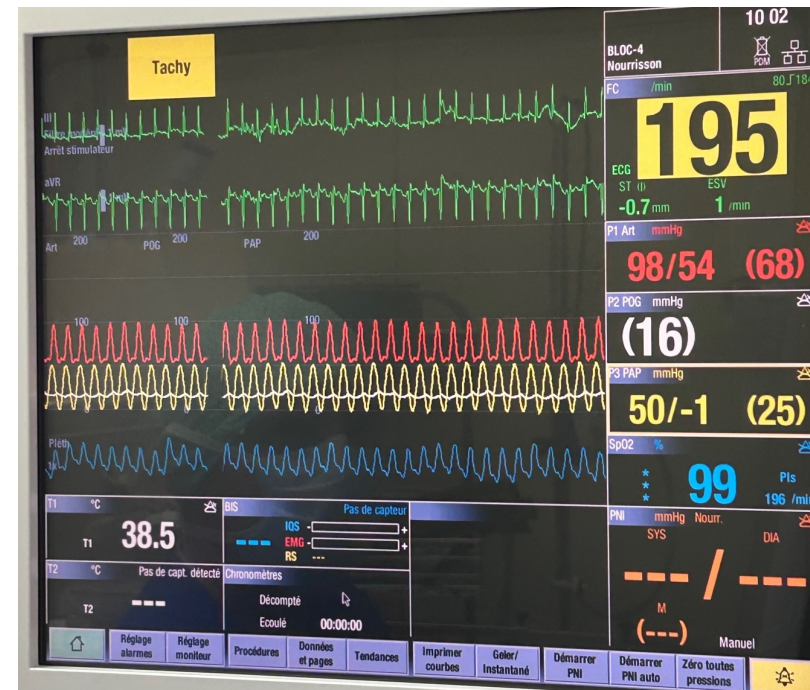 Tachy
10 02
BLOC-4
Nourrisson
PDM
III
Arrêt stimulateur
aVR
Art 200 POG 200 PAP 200
100 100 100
Pléth
FC /min
195
ECG
ST (I) ESV
-0.7 mm 1 /min
P1 Art mmHg
98/54 (68)
P2 POG mmHg
(16)
P3 PAP mmHg
50/-1 (25)
SpO2 %
* * * 99 Pls
196 /min
PNI mmHg Nourr.
SYS DIA
--- / ---
M
(---) Manuel
T1 °C
T1 38.5
T2 °C Pas de capt. détecté
T2 ---
BIS Pas de capteur
IQS - +
--- EMG - +
RS ---
Chronomètres
Décompté
Ecoulé 00:00:00
Réglage alarmes
Réglage moniteur
Procédures
Données et pages
Tendances
Imprimer courbes
Geler/ Instantané
Démarrer PNI
Démarrer PNI auto
Zéro toutes pressions